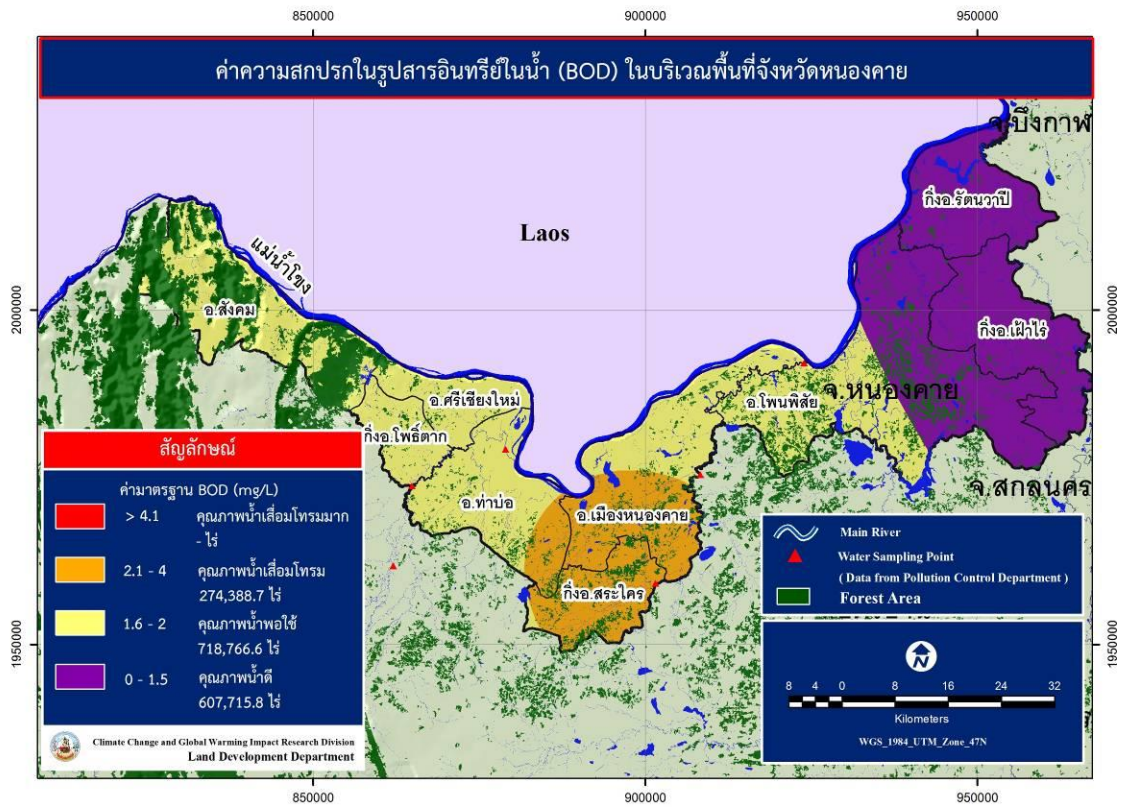 850000 900000 950000
ค่าความสกปรกในรูปสารอินทรีย์ในน้ำ (BOD) ในบริเวณพื้นที่จังหวัดหนองคาย
จ.บึงกาฬ
กิ่งอ.รัตนวาปี
Laos
แม่น้ำโขง
อ.สังคม
2000000 2000000
กิ่งอ.เฝ้าไร่
อ.ศรีเชียงใหม่
จ.หนองคาย
อ.โพนพิสัย
กิ่งอ.โพธิ์ตาก
จ.สกลนคร
อ.ท่าบ่อ
อ.เมืองหนองคาย
กิ่งอ.สระใคร
1950000 1950000
สัญลักษณ์
ค่ามาตรฐาน BOD (mg/L)
> 4.1 คุณภาพน้ำเสื่อมโทรมมาก
- ไร่
2.1 - 4 คุณภาพน้ำเสื่อมโทรม
274,388.7 ไร่
1.6 - 2 คุณภาพน้ำพอใช้
718,766.6 ไร่
0 - 1.5 คุณภาพน้ำดี
607,715.8 ไร่
Climate Change and Global Warming Impact Research Division
Land Development Department
Main River
Water Sampling Point
( Data from Pollution Control Department )
Forest Area
N
8 4 0 8 16 24 32
Kilometers
WGS_1984_UTM_Zone_47N
850000 900000 950000